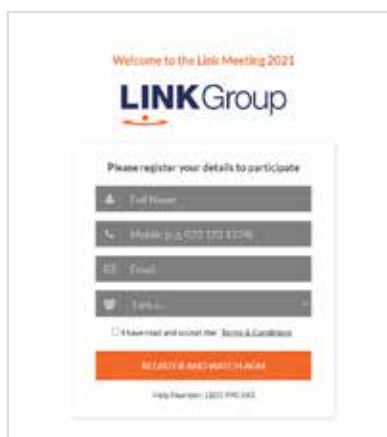 Welcome to the Link Meeting 2021
LINKGroup
Please register your details to participate
Full Name
Mobile (e.g.
Email
I have read and accept the Terms & Conditions
REGISTER AND WATCH AGM
Help Number: 1800 990 363